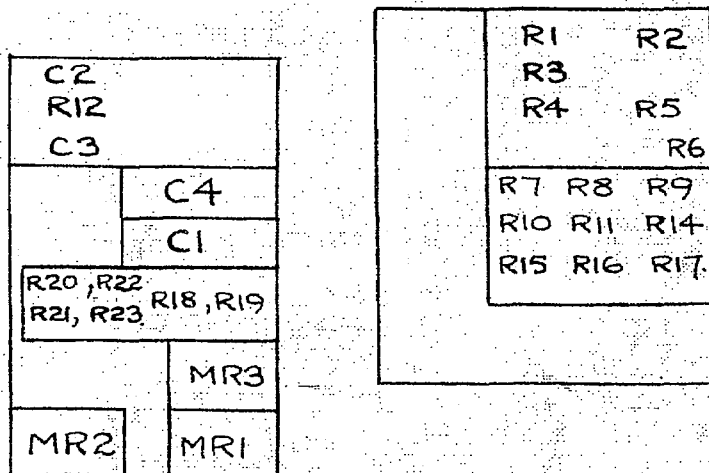 C2
R12
C3
C4
C1
R20, R22
R21, R23
R18, R19
MR3
MR2
MR1
R1 R2
R3
R4 R5
R6
R7 R8 R9
R10 R11 R14
R15 R16 R17